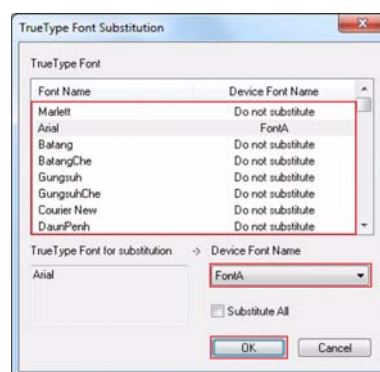 TrueType Font Substitution
TrueType Font
Font Name Device Font Name
Marlett Do not substitute
Arial FontA
Batang Do not substitute
BatangChe Do not substitute
Gungsuh Do not substitute
GungsuhChe Do not substitute
Courier New Do not substitute
DaunPenh Do not substitute
TrueType Font for substitution -> Device Font Name
Arial FontA
Substitute All
OK Cancel